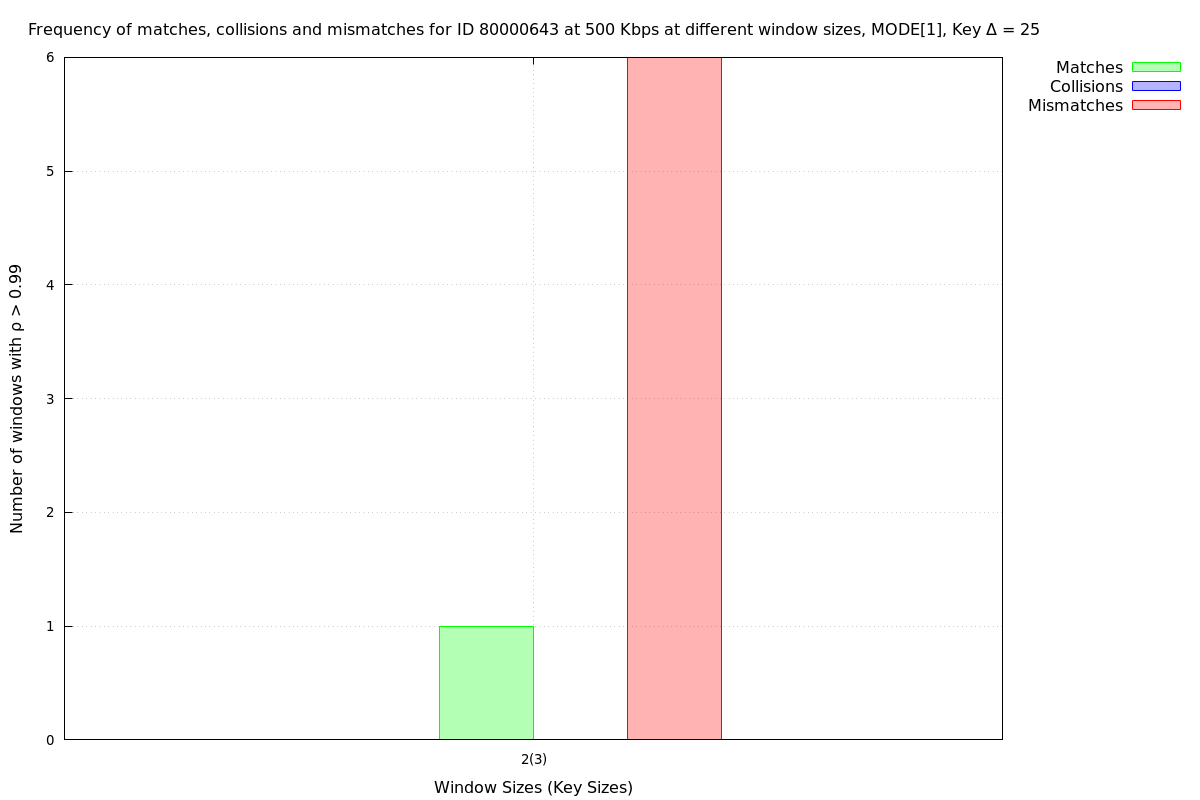 Frequency of matches, collisions and mismatches for ID 80000643 at 500 Kbps at different window sizes, MODE[1], Key Δ = 25
Matches
Collisions
Mismatches
Number of windows with ρ > 0.99
6
5
4
3
2
1
0
2(3)
Window Sizes (Key Sizes)